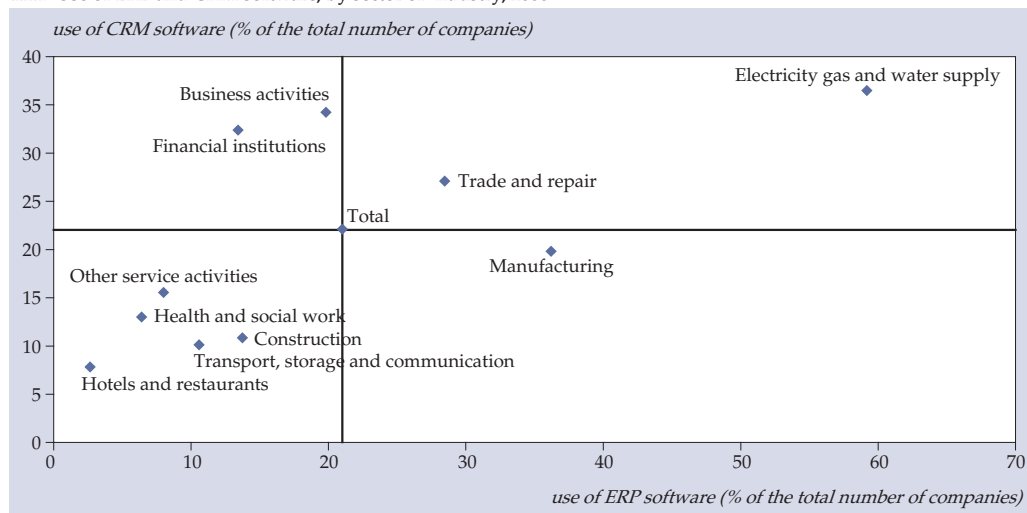 use of CRM software (% of the total number of companies)
40
Electricity gas and water supply
Business activities
35
Financial institutions
30
Trade and repair
25
Total
20
Manufacturing
Other service activities
15
Health and social work
Construction
10
Transport, storage and communication
Hotels and restaurants
5
0
0 10 20 30 40 50 60 70
use of ERP software (% of the total number of companies)